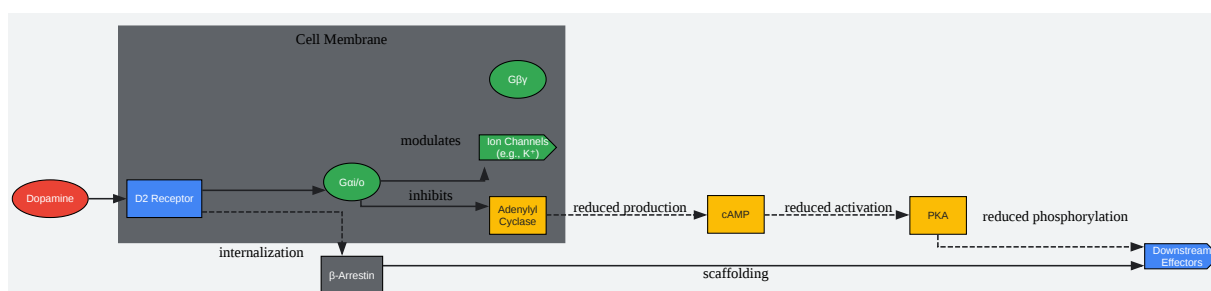 Cell Membrane
Gβγ
modulates
Ion Channels
(e.g., K⁺)
Dopamine
D2 Receptor
Gαi/o
inhibits
Adenylyl
Cyclase
reduced production
cAMP
reduced activation
PKA
reduced phosphorylation
internalization
β-Arrestin
scaffolding
Downstream
Effectors